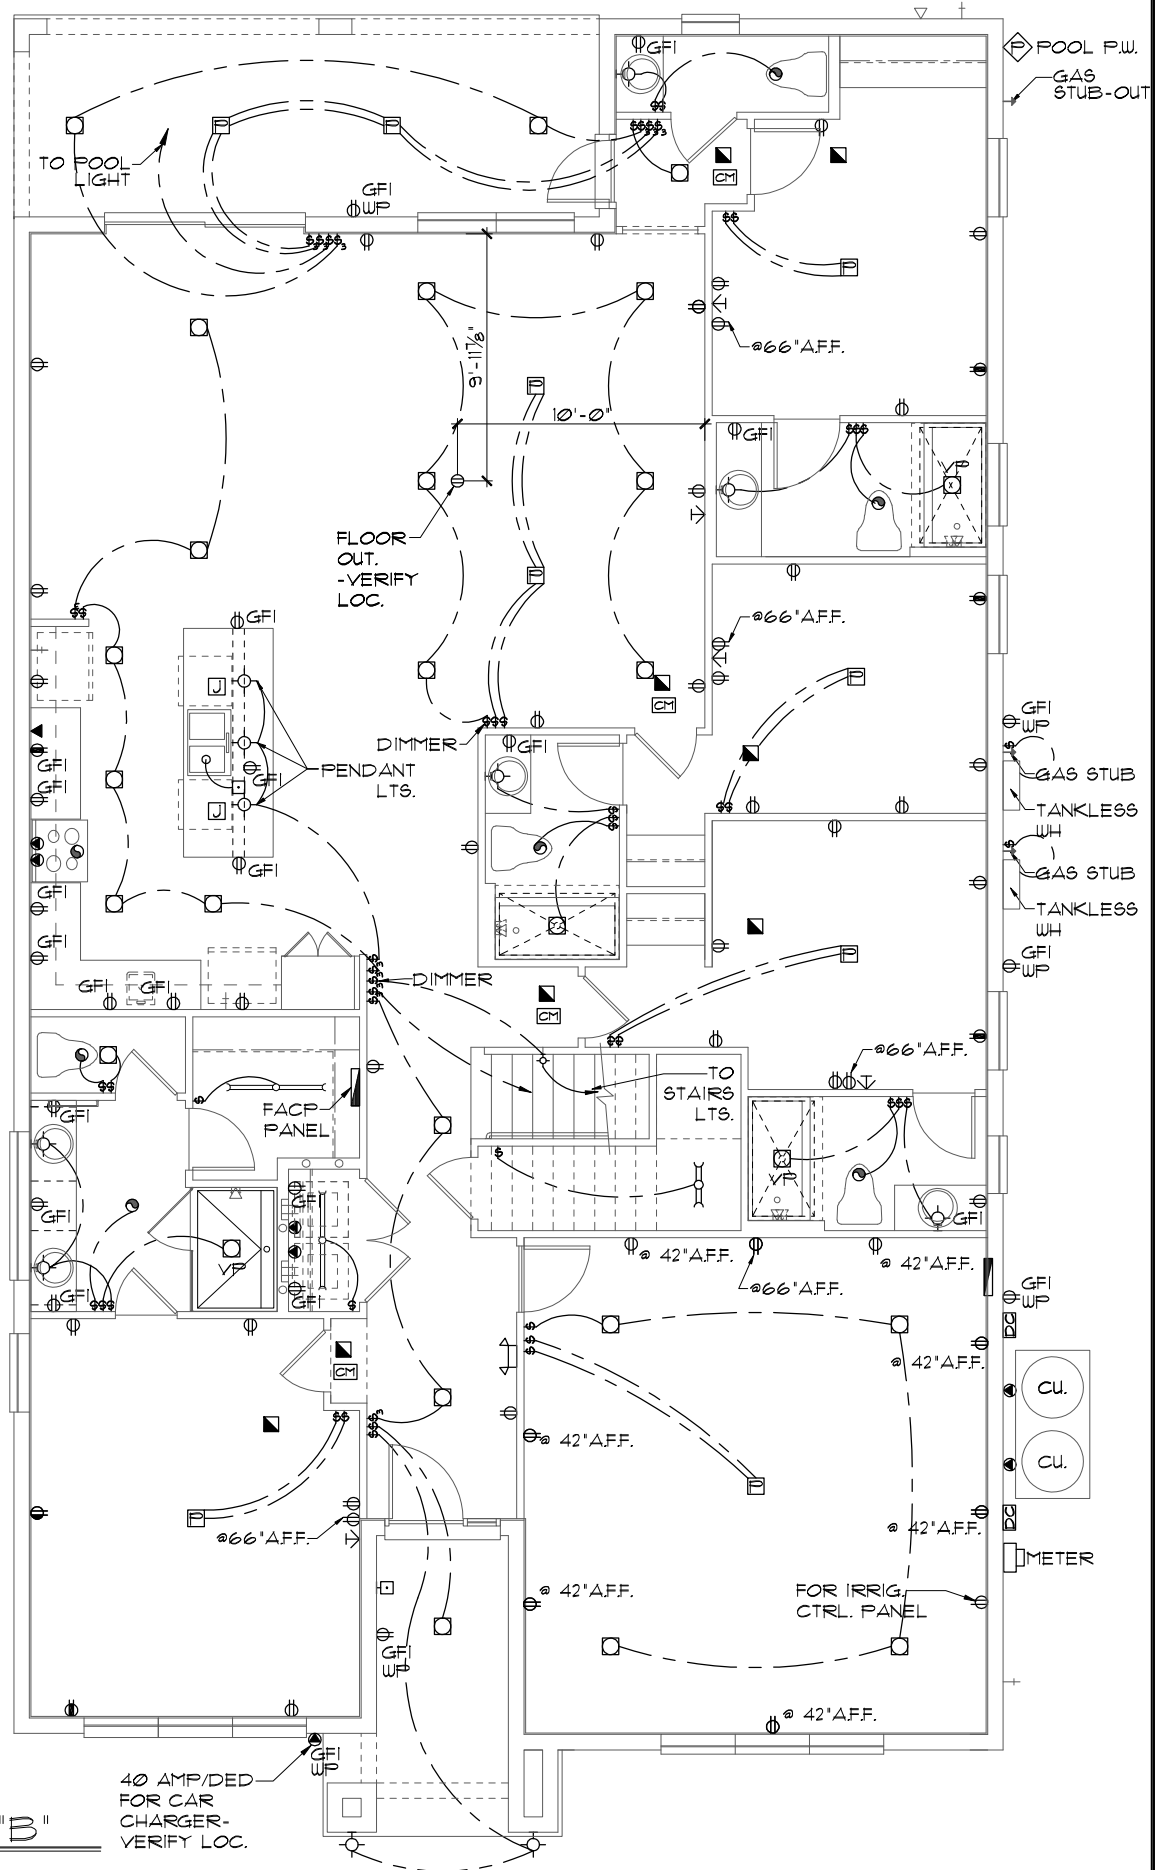 GFI
P POOL P.W.
GAS
STUB-OUT
TO POOL
LIGHT
CM
GFI
WP
P
P
P
9'-11⅞"
@66"A.F.F.
P
10'-0"
GFI
FLOOR
OUT.
-VERIFY
LOC.
P
GFI
@66"A.F.F.
P
J
CM
GFI
WP
DIMMER
GFI
PENDANT
LTS.
GFI
GFI
GFI
GAS STUB
J
TANKLESS
WH
GFI
GAS STUB
GFI
TANKLESS
WH
GFI
P
GFI
WP
DIMMER
GFI
GFI
CM
@66"A.F.F.
TO
STAIRS
LTS.
FACP
PANEL
GFI
VP
GFI
GFI
GFI
@ 42"A.F.F.
@ 42"A.F.F.
VP
@66"A.F.F.
GFI
WP
GFI
GFI
DC
CM
@ 42"A.F.F.
CU.
@ 42"A.F.F.
CU.
P
P
DC
@66"A.F.F.
@ 42"A.F.F.
METER
@ 42"A.F.F.
FOR IRRIG.
CTRL. PANEL
GFI
WP
@ 42"A.F.F.
GFI
WP
40 AMP/DED
FOR CAR
CHARGER-
VERIFY LOC.
"B"